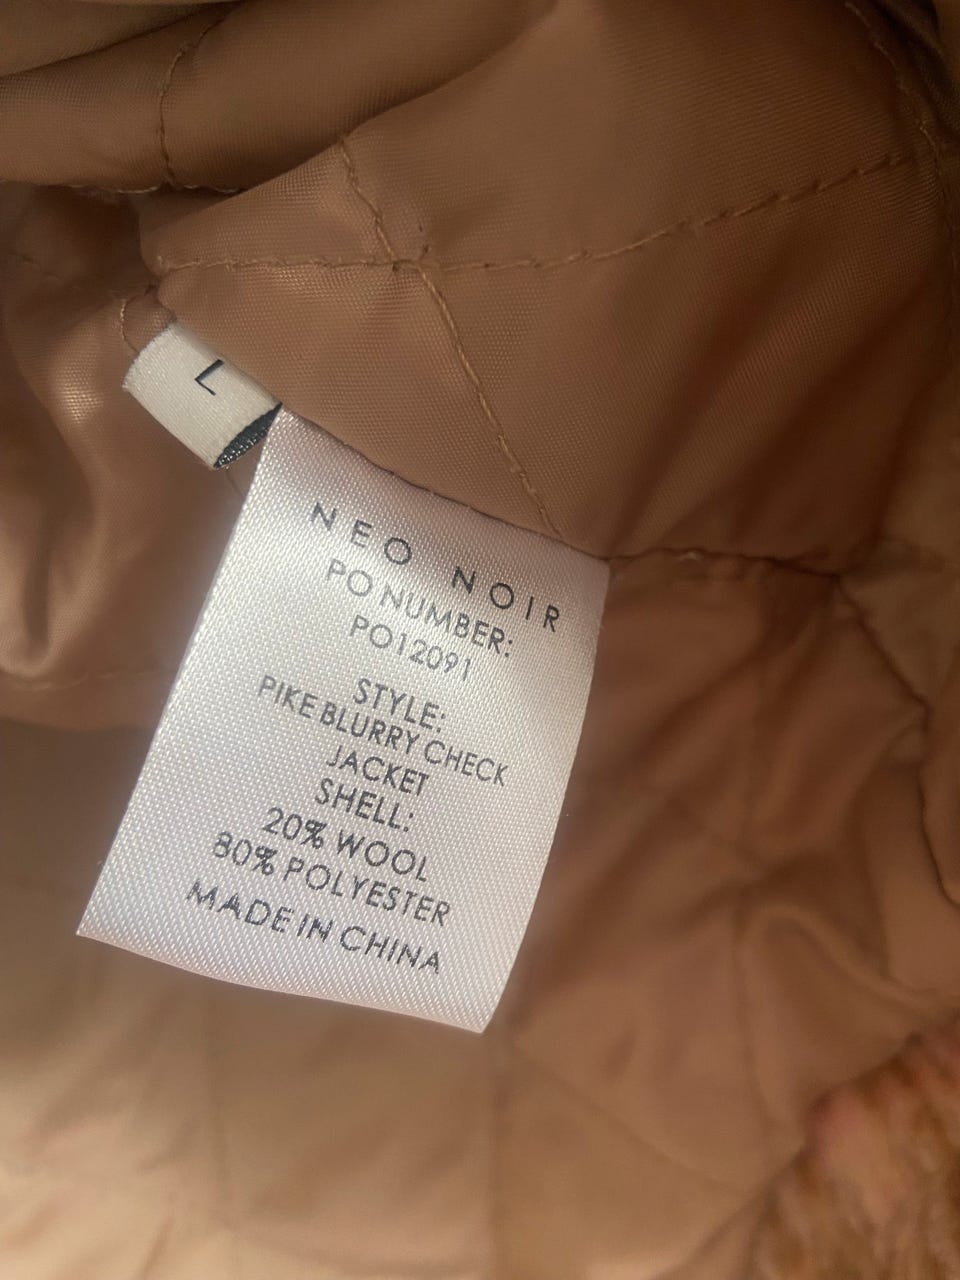 L
NEO NOIR
PO NUMBER:
PO12091
STYLE:
PIKE BLURRY CHECK
JACKET
SHELL:
20% WOOL
80% POLYESTER
MADE IN CHINA